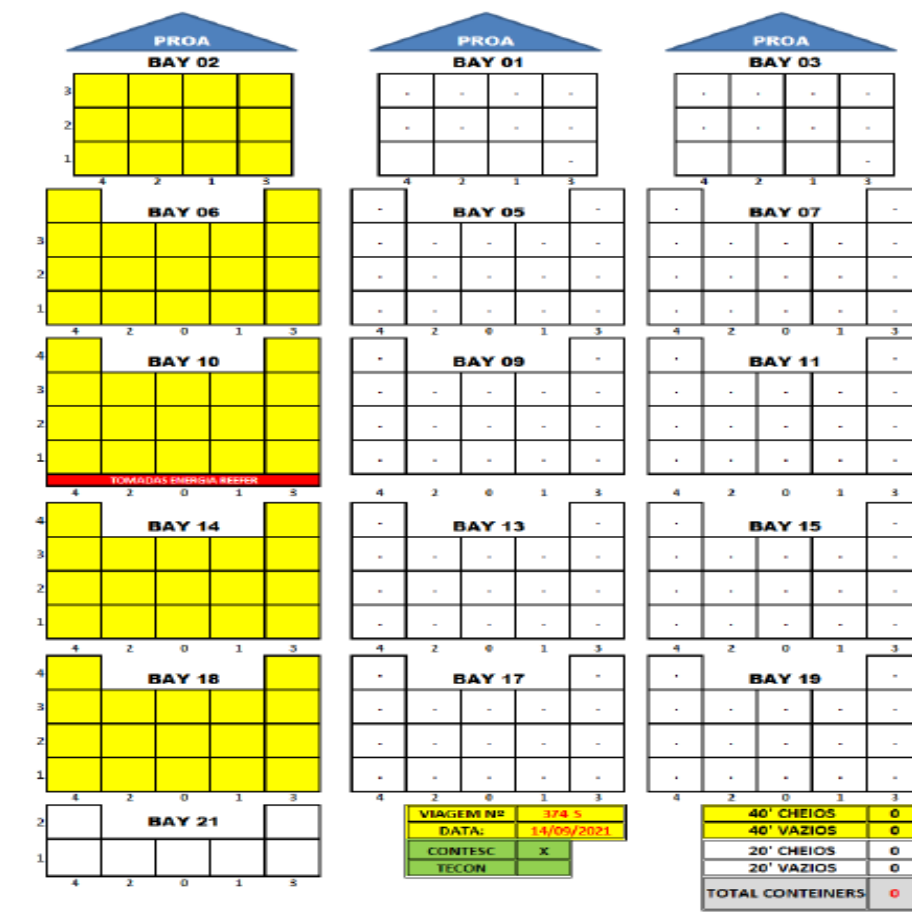 PROA PROA PROA
BAY 02 BAY 01 BAY 03
3 - - - - - - - -
2 - - - - - - - -
1 - -
4 2 1 3 4 2 1 3 4 2 1 3
BAY 06 - BAY 05 - - BAY 07 -
3 - - - - - - - - - -
2 - - - - - - - - - -
1 - - - - - - - - - -
4 2 0 1 3 4 2 0 1 3 4 2 0 1 3
4 BAY 10 - BAY 09 - - BAY 11 -
3 - - - - - - - - - -
2 - - - - - - - - - -
1 - - - - - - - - - -
TOMADAS ENERGIA REEFER
4 2 0 1 3 4 2 0 1 3 4 2 0 1 3
4 BAY 14 - BAY 13 - - BAY 15 -
3 - - - - - - - - - -
2 - - - - - - - - - -
1 - - - - - - - - - -
4 2 0 1 3 4 2 0 1 3 4 2 0 1 3
4 BAY 18 - BAY 17 - - BAY 19 -
3 - - - - - - - - - -
2 - - - - - - - - - -
1 - - - - - - - - - -
4 2 0 1 3 4 2 0 1 3 4 2 0 1 3
2 BAY 21
1
4 2 0 1 3
VIAGEM Nº 374 S
DATA: 14/09/2021
CONTESC X
TECON
40' CHEIOS 0
40' VAZIOS 0
20' CHEIOS 0
20' VAZIOS 0
TOTAL CONTEINERS 0